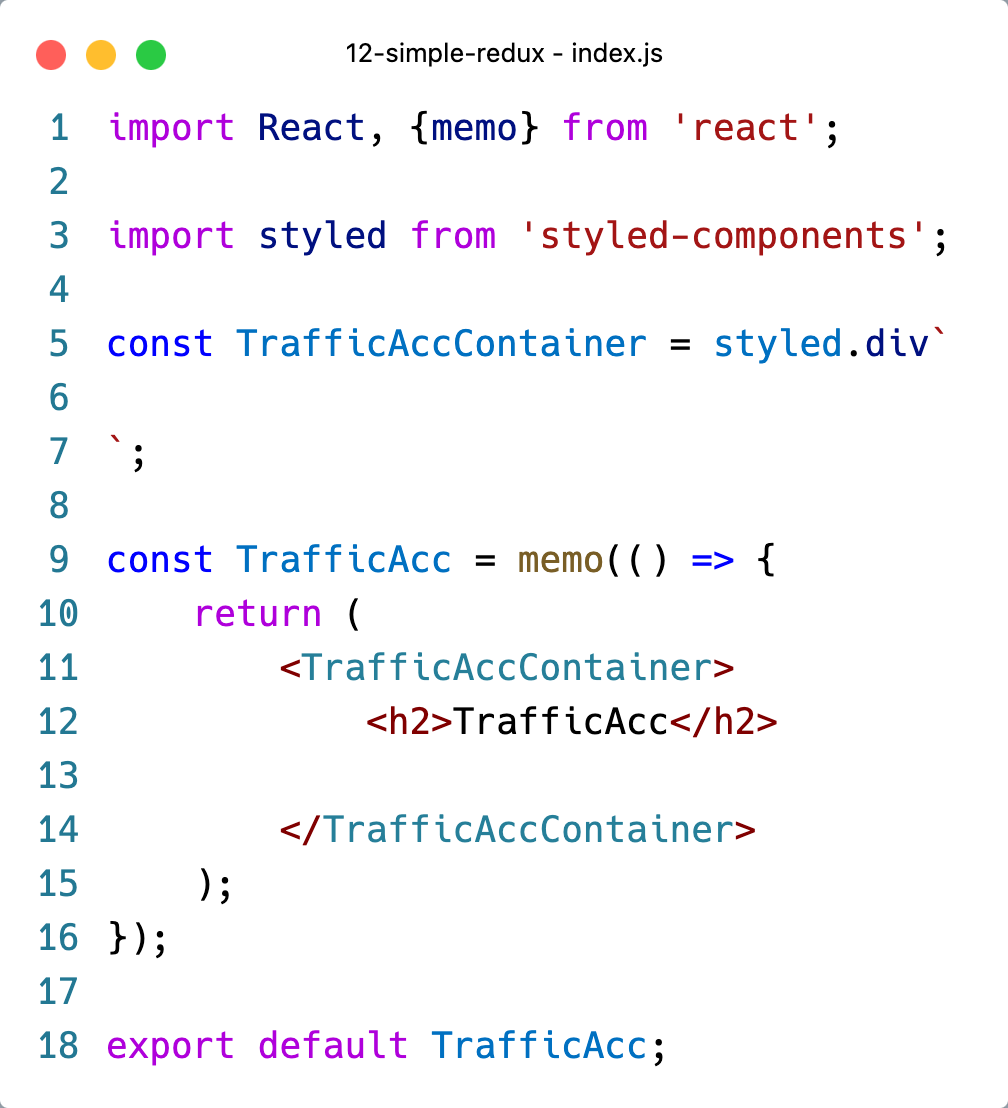 12-simple-redux - index.js
1 import React, {memo} from 'react';
2
3 import styled from 'styled-components';
4
5 const TrafficAccContainer = styled.div`
6
7 `;
8
9 const TrafficAcc = memo(() => {
10     return (
11         <TrafficAccContainer>
12             <h2>TrafficAcc</h2>
13
14         </TrafficAccContainer>
15     );
16 });
17
18 export default TrafficAcc;